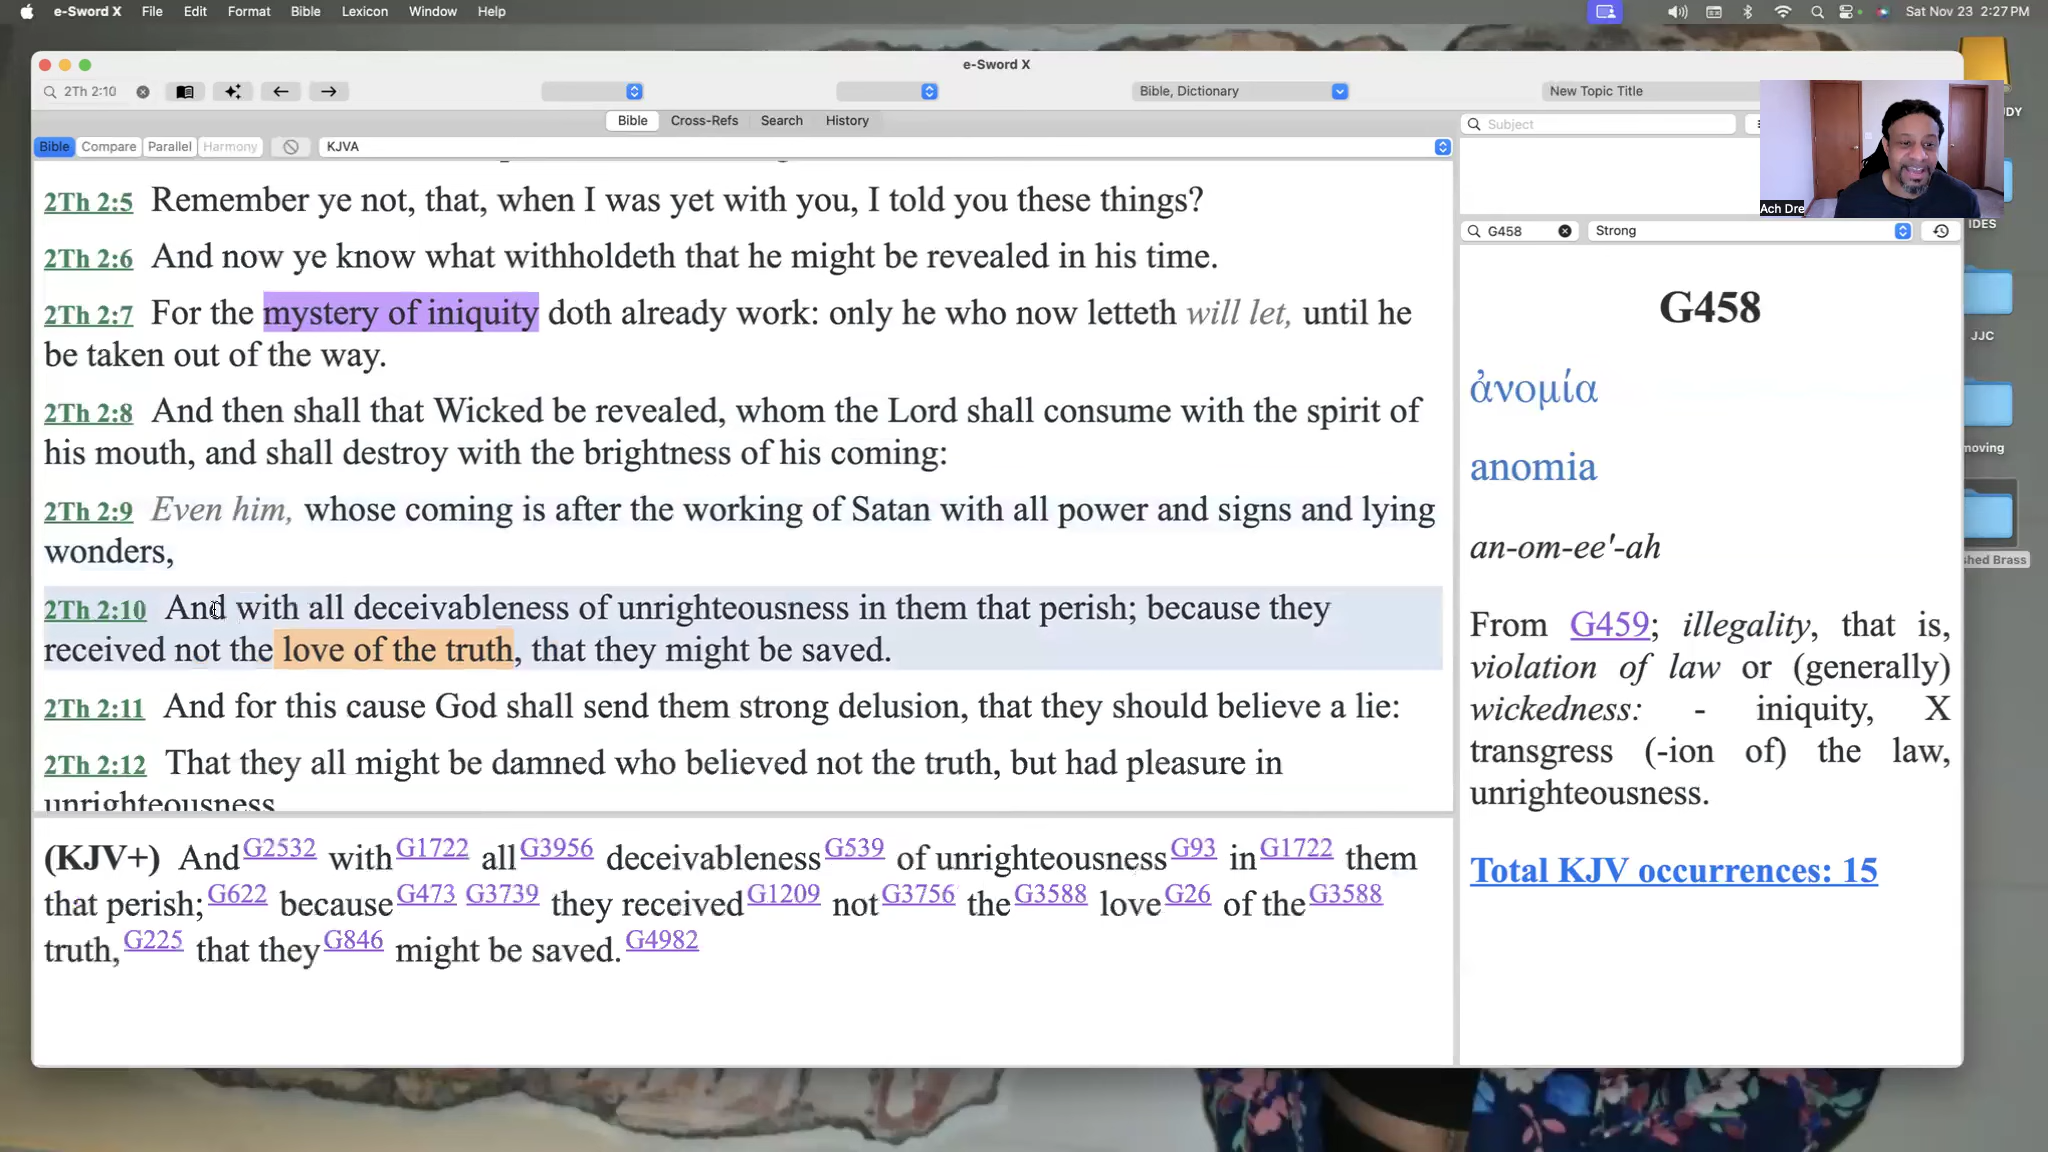 e-Sword X File Edit Format Bible Lexicon Window Help Sat Nov 23 2:27 PM
e-Sword X
2Th 2:10 Bible, Dictionary New Topic Title
Bible Cross-Refs Search History
Bible Compare Parallel Harmony KJVA
2Th 2:5 Remember ye not, that, when I was yet with you, I told you these things?
2Th 2:6 And now ye know what withholdeth that he might be revealed in his time.
2Th 2:7 For the mystery of iniquity doth already work: only he who now letteth will let, until he
be taken out of the way.
2Th 2:8 And then shall that Wicked be revealed, whom the Lord shall consume with the spirit of
his mouth, and shall destroy with the brightness of his coming:
2Th 2:9 Even him, whose coming is after the working of Satan with all power and signs and lying
wonders,
2Th 2:10 And with all deceivableness of unrighteousness in them that perish; because they
received not the love of the truth, that they might be saved.
2Th 2:11 And for this cause God shall send them strong delusion, that they should believe a lie:
2Th 2:12 That they all might be damned who believed not the truth, but had pleasure in
unrighteousness
(KJV+) And G2532 with G1722 all G3956 deceivableness G539 of unrighteousness G93 in G1722 them
that perish; G622 because G473 G3739 they received G1209 not G3756 the G3588 love G26 of the G3588
truth, G225 that they G846 might be saved. G4982
Subject
G458 Strong
G458
ἀνομία
anomia
an-om-ee'-ah
From G459; illegality, that is,
violation of law or (generally)
wickedness: - iniquity, X
transgress (-ion of) the law,
unrighteousness.
Total KJV occurrences: 15
Ach Dre
DY
IDES
JJC
moving
shed Brass